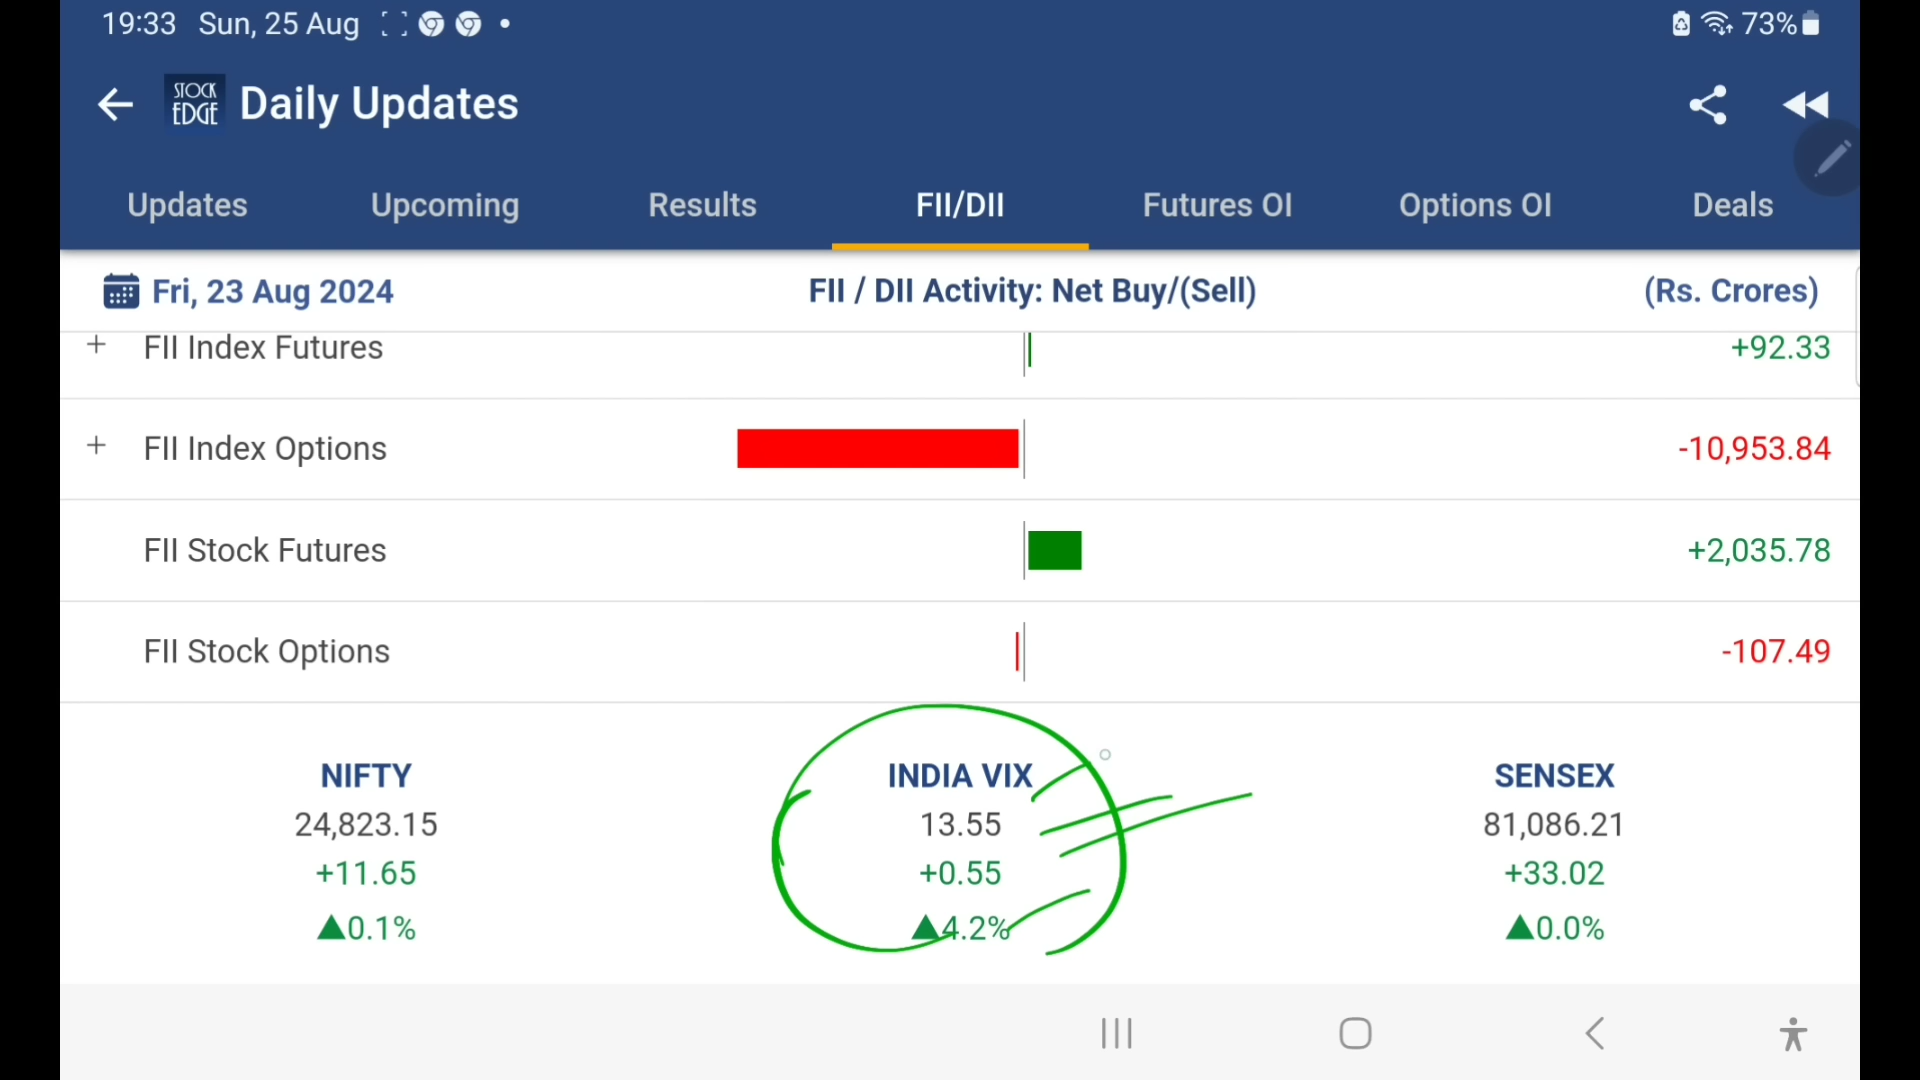 19:33 Sun, 25 Aug 73%
STOCK EDGE Daily Updates
Updates Upcoming Results FII/DII Futures OI Options OI Deals
Fri, 23 Aug 2024 FII / DII Activity: Net Buy/(Sell) (Rs. Crores)
+ FII Index Futures +92.33
+ FII Index Options -10,953.84
FII Stock Futures +2,035.78
FII Stock Options -107.49
NIFTY INDIA VIX SENSEX
24,823.15 13.55 81,086.21
+11.65 +0.55 +33.02
▲0.1% ▲4.2% ▲0.0%